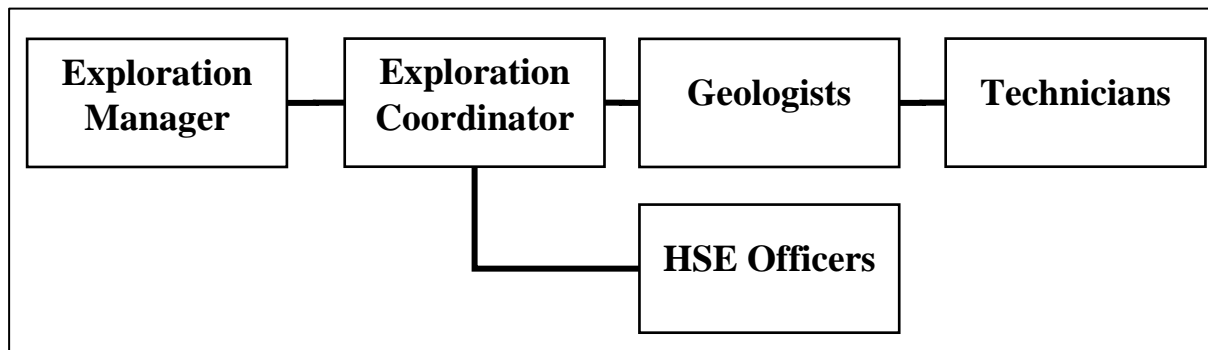 Exploration
Manager
Exploration
Coordinator
Geologists
Technicians
HSE Officers